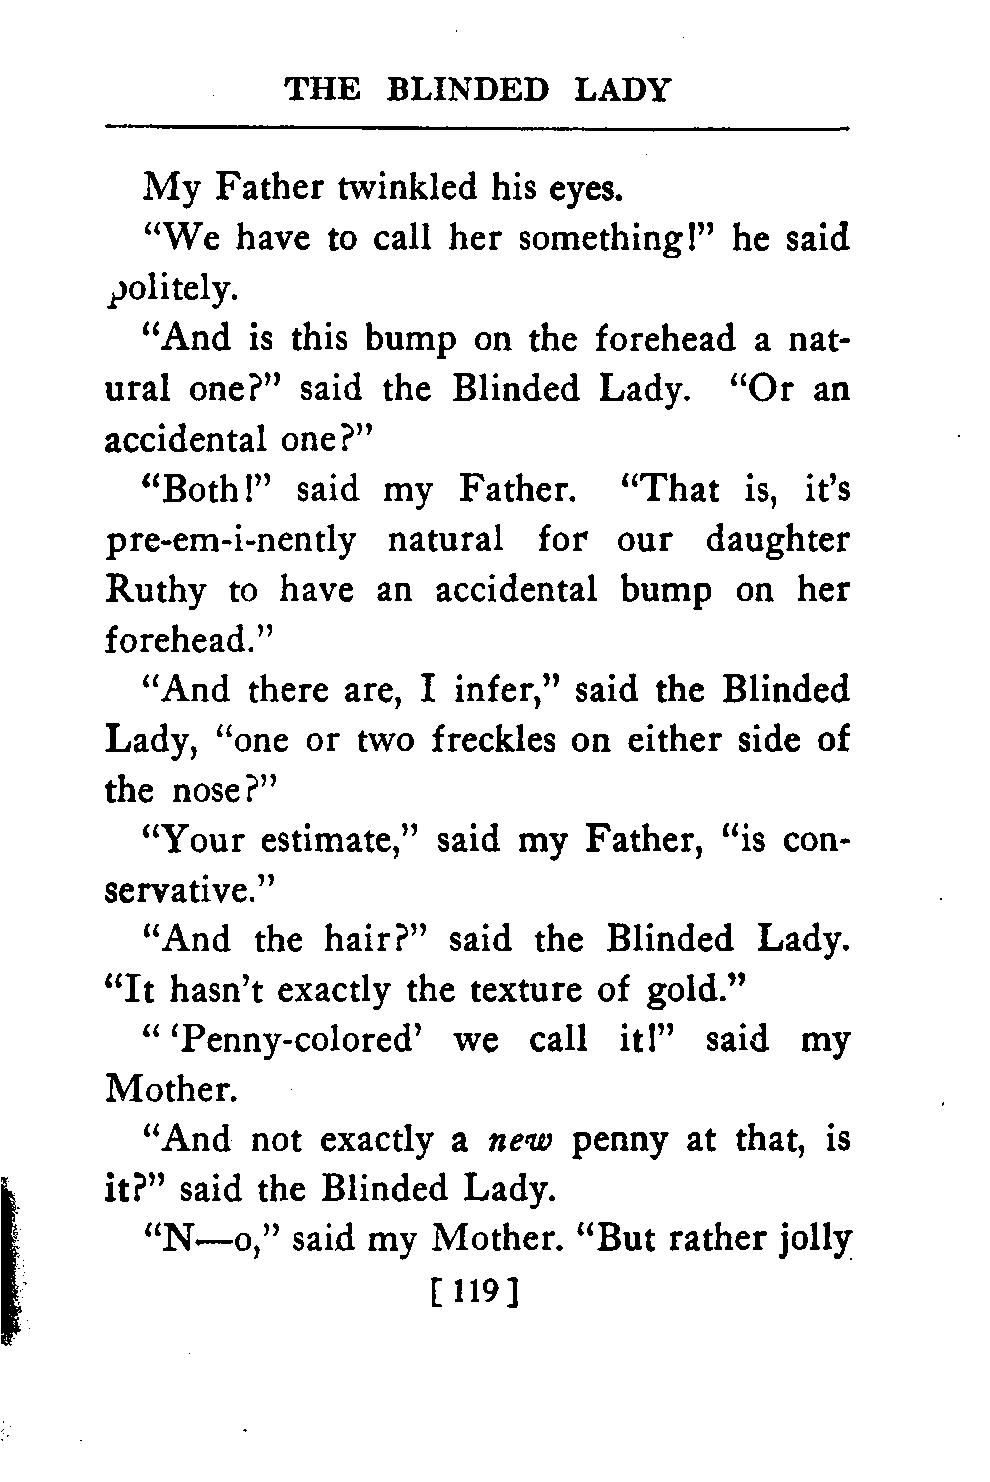 THE BLINDED LADY
My Father twinkled his eyes.
“We have to call her something!” he said
politely.
“And is this bump on the forehead a nat-
ural one?” said the Blinded Lady. “Or an
accidental one?”
“Both!” said my Father. “That is, it’s
pre-em-i-nently natural for our daughter
Ruthy to have an accidental bump on her
forehead.”
“And there are, I infer,” said the Blinded
Lady, “one or two freckles on either side of
the nose?”
“Your estimate,” said my Father, “is con-
servative.”
“And the hair?” said the Blinded Lady.
“It hasn’t exactly the texture of gold.”
“ ‘Penny-colored’ we call it!” said my
Mother.
“And not exactly a new penny at that, is
it?” said the Blinded Lady.
“N—o,” said my Mother. “But rather jolly
[ 119 ]